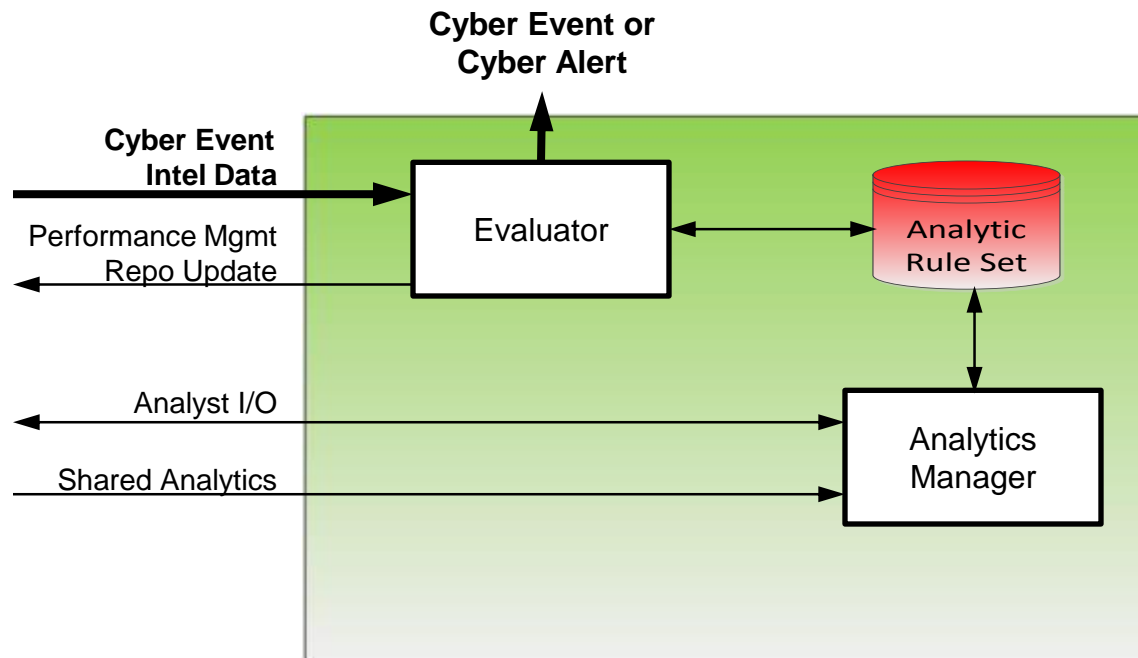 Cyber Event or
Cyber Alert
Cyber Event
Intel Data
Performance Mgmt
Repo Update
Evaluator
Analytic
Rule Set
Analyst I/O
Shared Analytics
Analytics
Manager